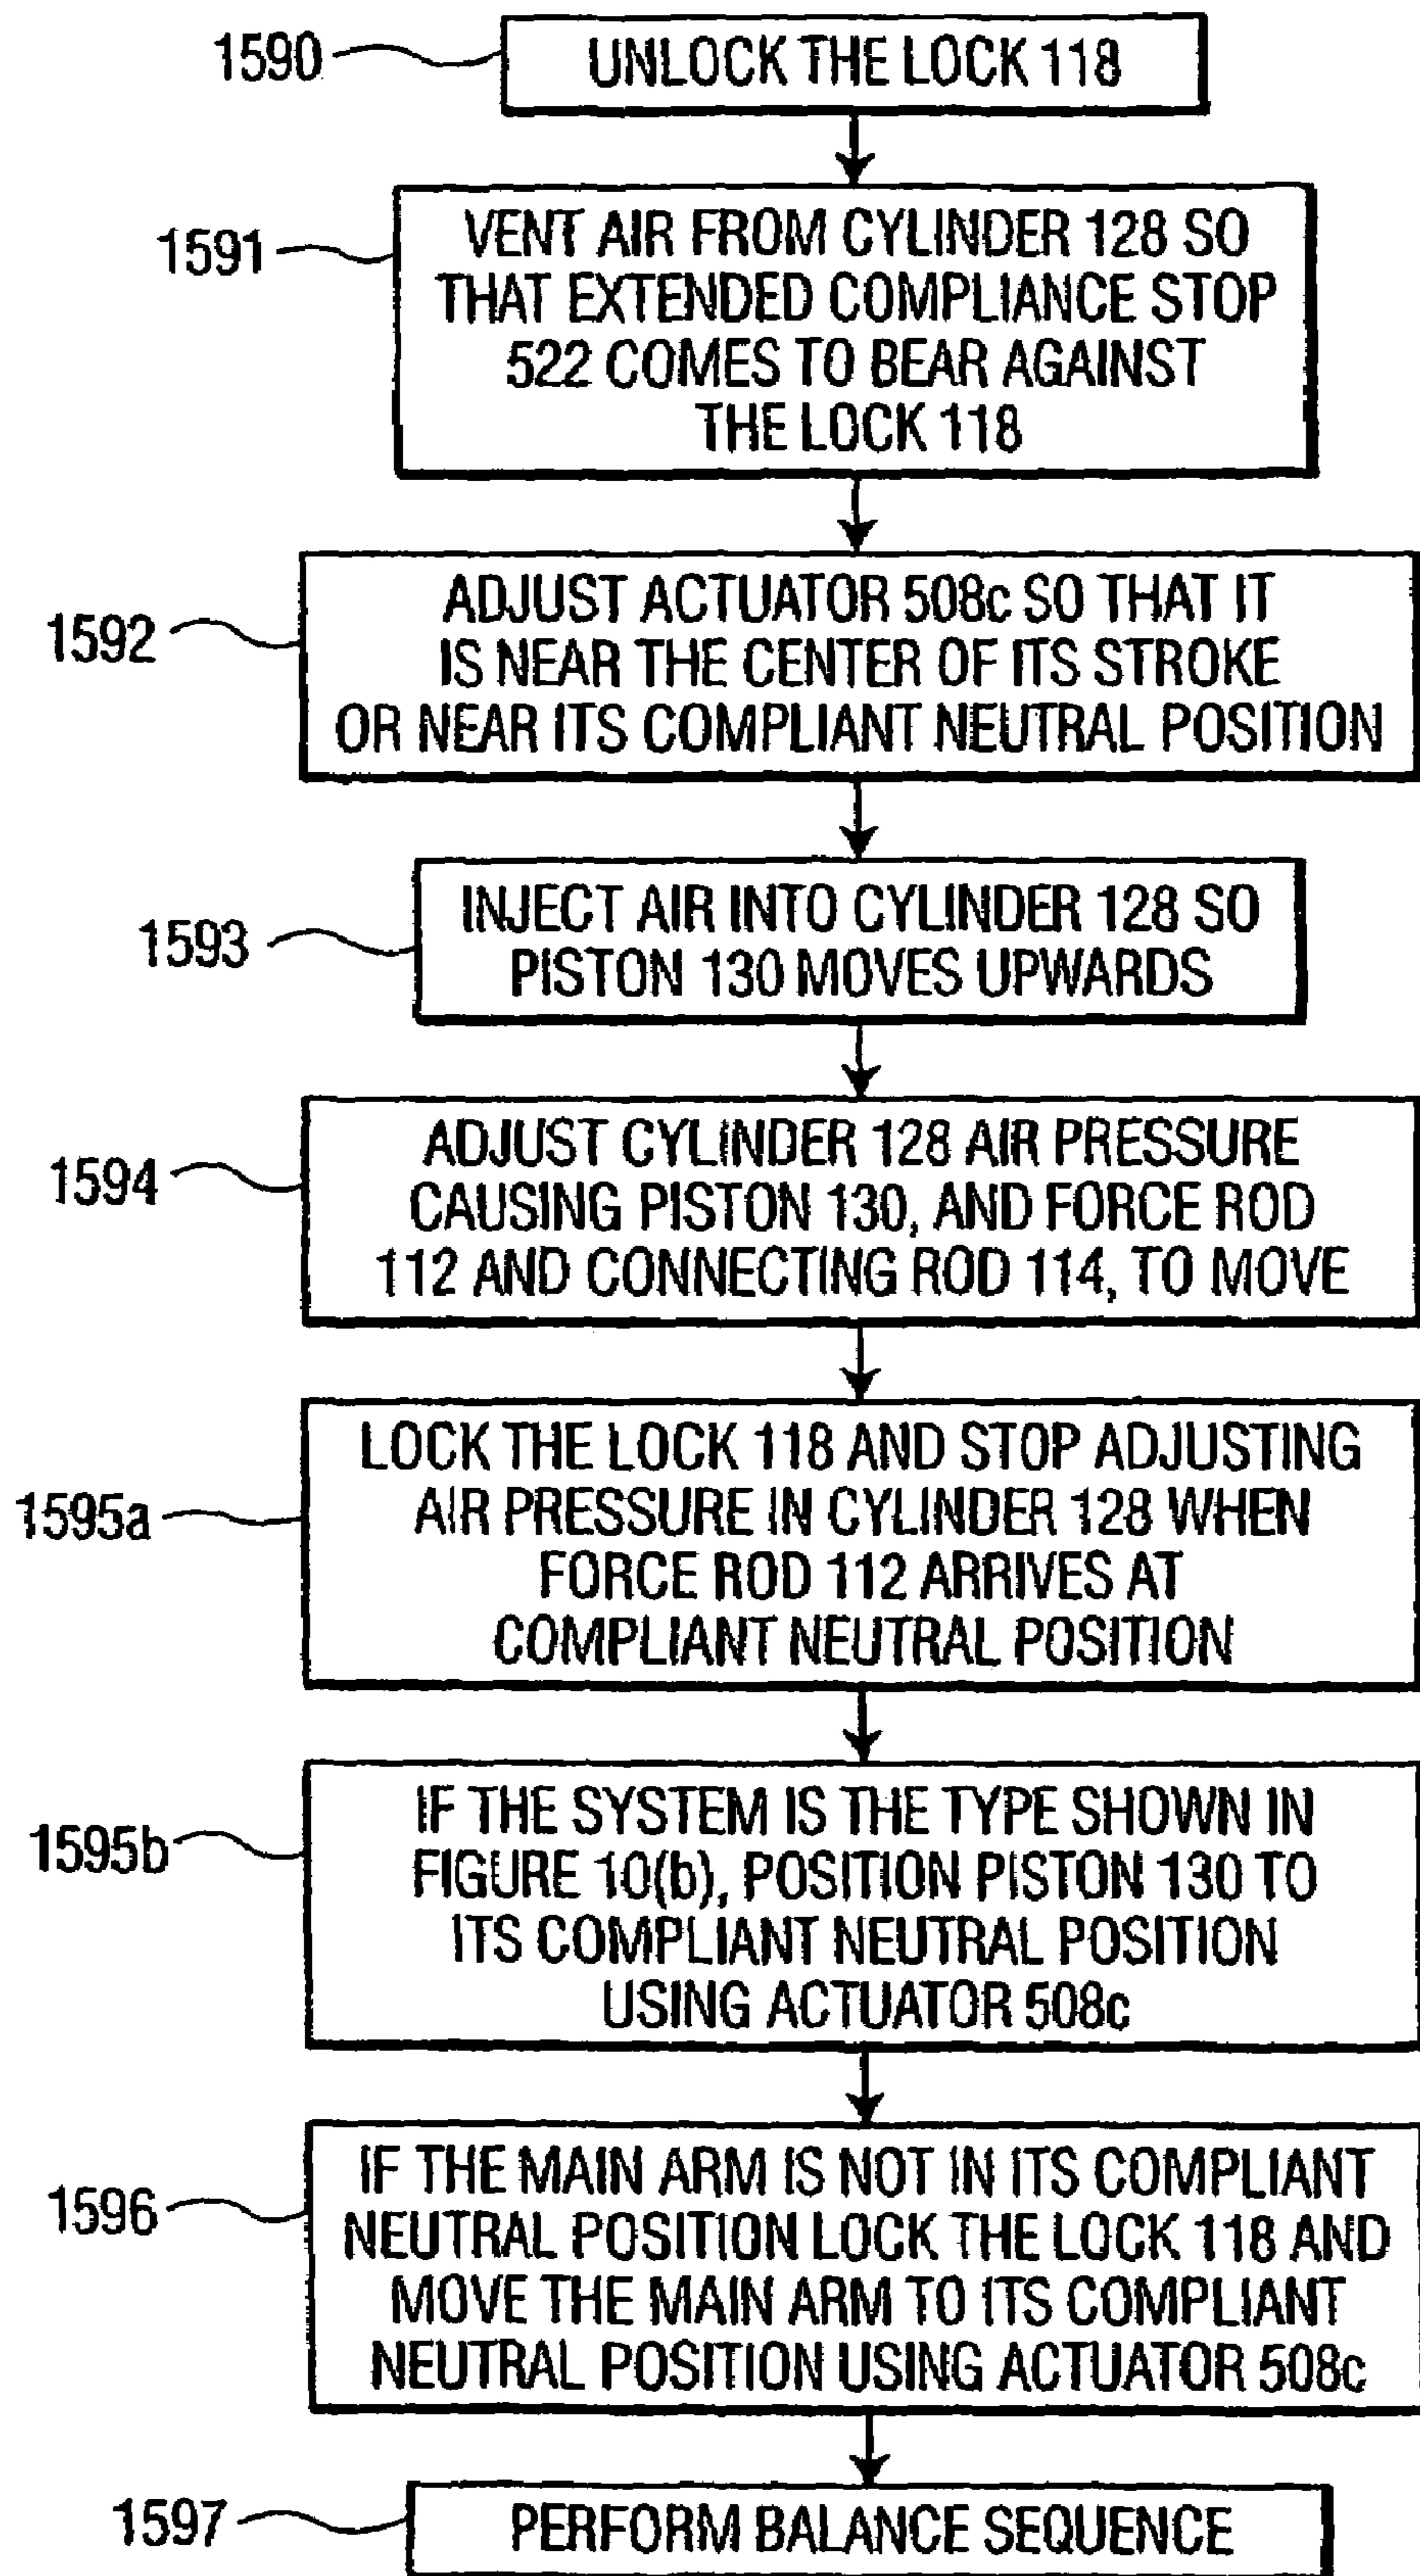 1590
UNLOCK THE LOCK 118
1591
VENT AIR FROM CYLINDER 128 SO
THAT EXTENDED COMPLIANCE STOP
522 COMES TO BEAR AGAINST
THE LOCK 118
1592
ADJUST ACTUATOR 508c SO THAT IT
IS NEAR THE CENTER OF ITS STROKE
OR NEAR ITS COMPLIANT NEUTRAL POSITION
1593
INJECT AIR INTO CYLINDER 128 SO
PISTON 130 MOVES UPWARDS
1594
ADJUST CYLINDER 128 AIR PRESSURE
CAUSING PISTON 130, AND FORCE ROD
112 AND CONNECTING ROD 114, TO MOVE
1595a
LOCK THE LOCK 118 AND STOP ADJUSTING
AIR PRESSURE IN CYLINDER 128 WHEN
FORCE ROD 112 ARRIVES AT
COMPLIANT NEUTRAL POSITION
1595b
IF THE SYSTEM IS THE TYPE SHOWN IN
FIGURE 10(b), POSITION PISTON 130 TO
ITS COMPLIANT NEUTRAL POSITION
USING ACTUATOR 508c
1596
IF THE MAIN ARM IS NOT IN ITS COMPLIANT
NEUTRAL POSITION LOCK THE LOCK 118 AND
MOVE THE MAIN ARM TO ITS COMPLIANT
NEUTRAL POSITION USING ACTUATOR 508c
1597
PERFORM BALANCE SEQUENCE